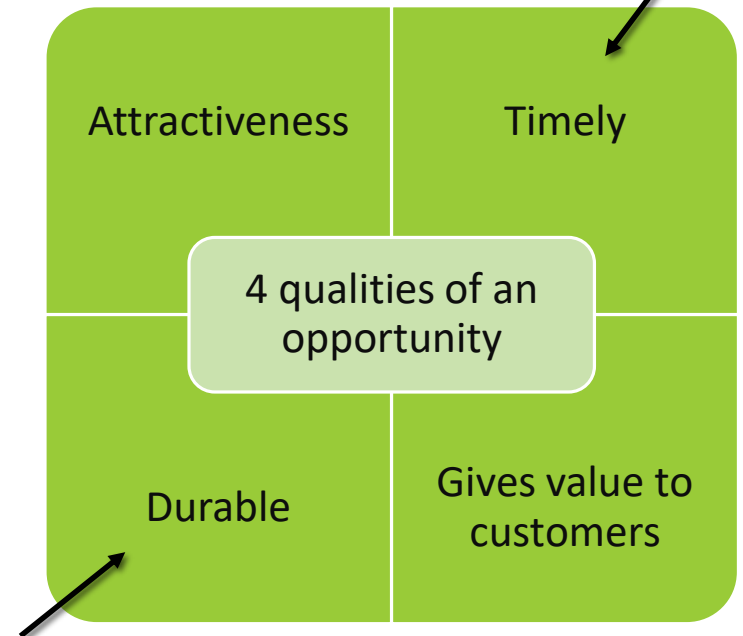 Attractiveness
Timely
4 qualities of an
opportunity
Durable
Gives value to
customers